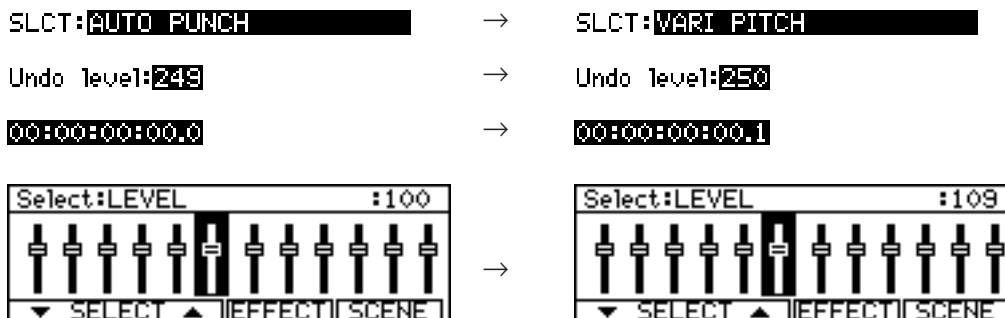 SLCT:AUTO PUNCH → SLCT:VARI PITCH
Undo level:249 → Undo level:250
00:00:00:00.0 → 00:00:00:00.1
Select:LEVEL :100 Select:LEVEL :109
→
▼ SELECT ▲ EFFECT SCENE ▼ SELECT ▲ EFFECT SCENE